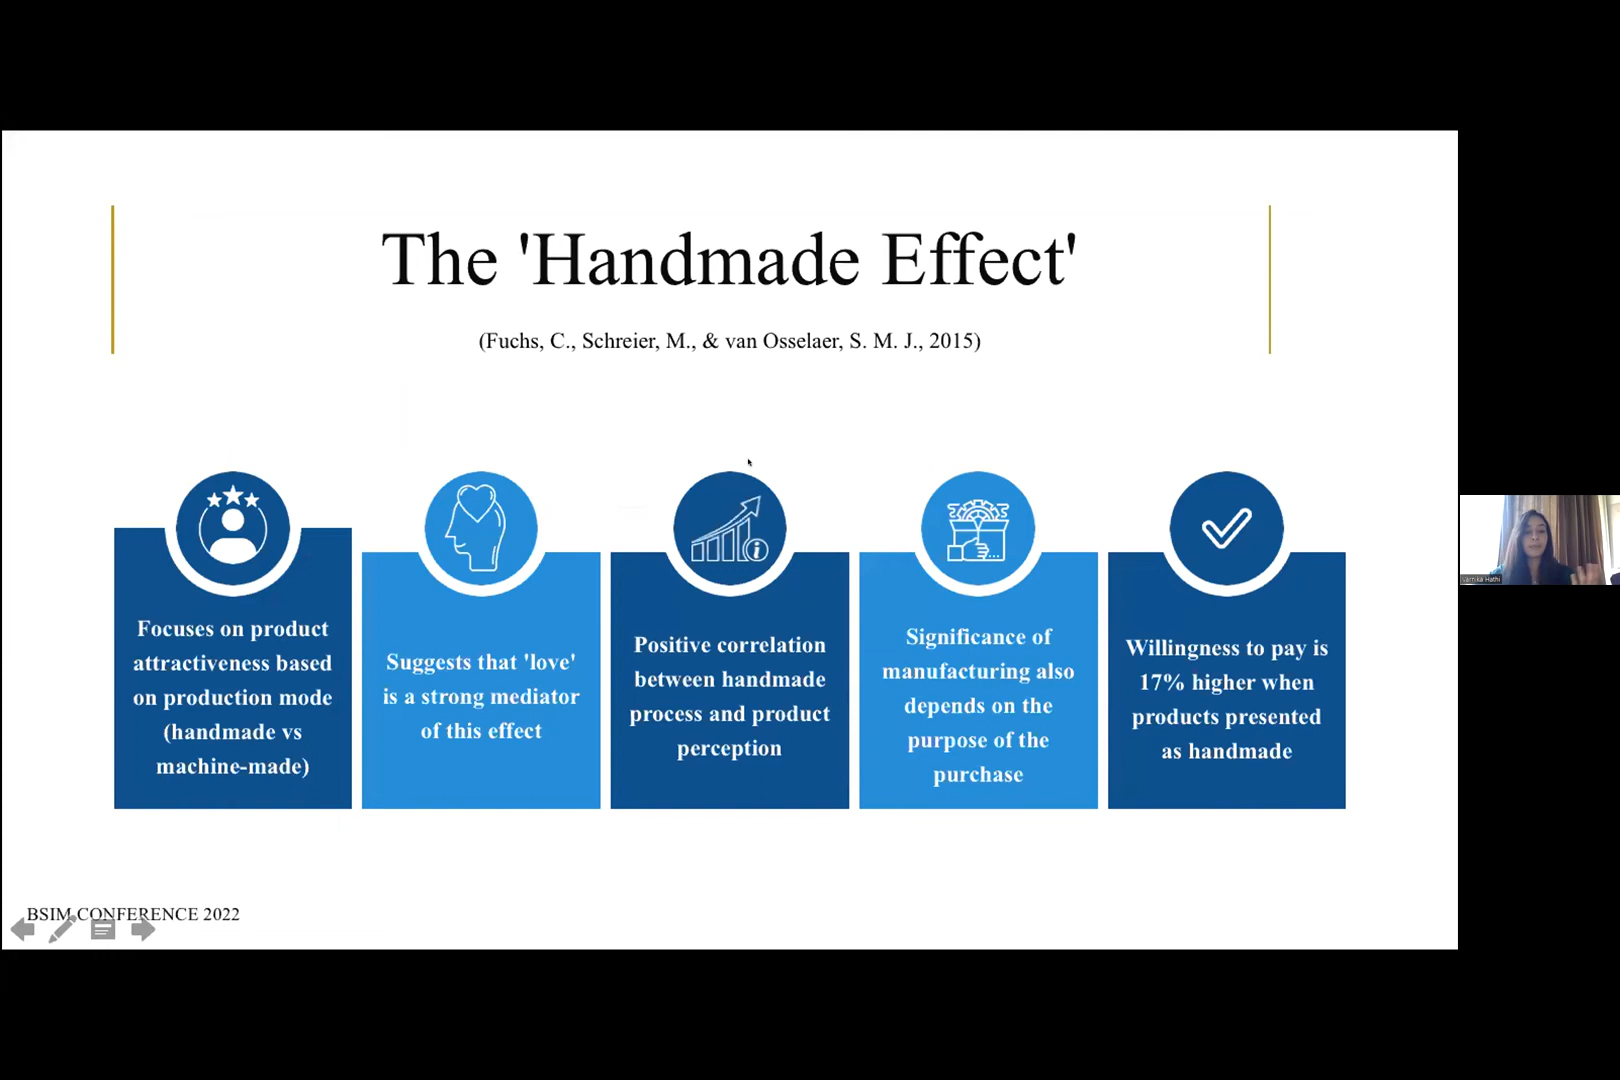 The 'Handmade Effect'
(Fuchs, C., Schreier, M., & van Osselaer, S. M. J., 2015)
Focuses on product
attractiveness based
on production mode
(handmade vs
machine-made)
Suggests that 'love'
is a strong mediator
of this effect
Positive correlation
between handmade
process and product
perception
Significance of
manufacturing also
depends on the
purpose of the
purchase
Willingness to pay is
17% higher when
products presented
as handmade
BSIM CONFERENCE 2022
Hathi